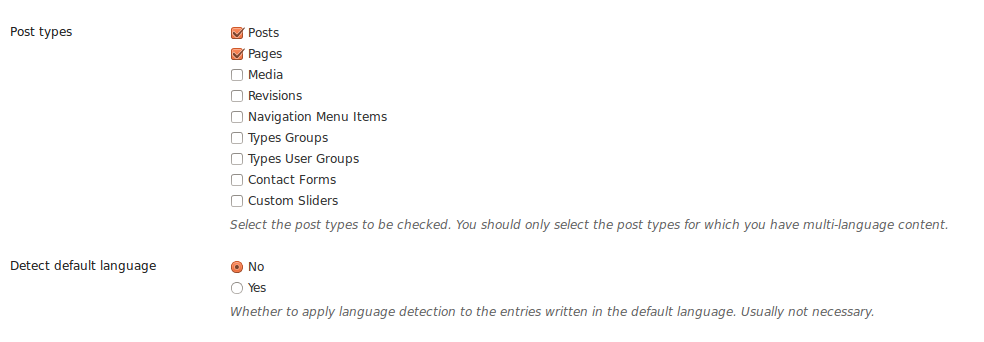 Post types
Posts
Pages
Media
Revisions
Navigation Menu Items
Types Groups
Types User Groups
Contact Forms
Custom Sliders
Select the post types to be checked. You should only select the post types for which you have multi-language content.
Detect default language
No
Yes
Whether to apply language detection to the entries written in the default language. Usually not necessary.